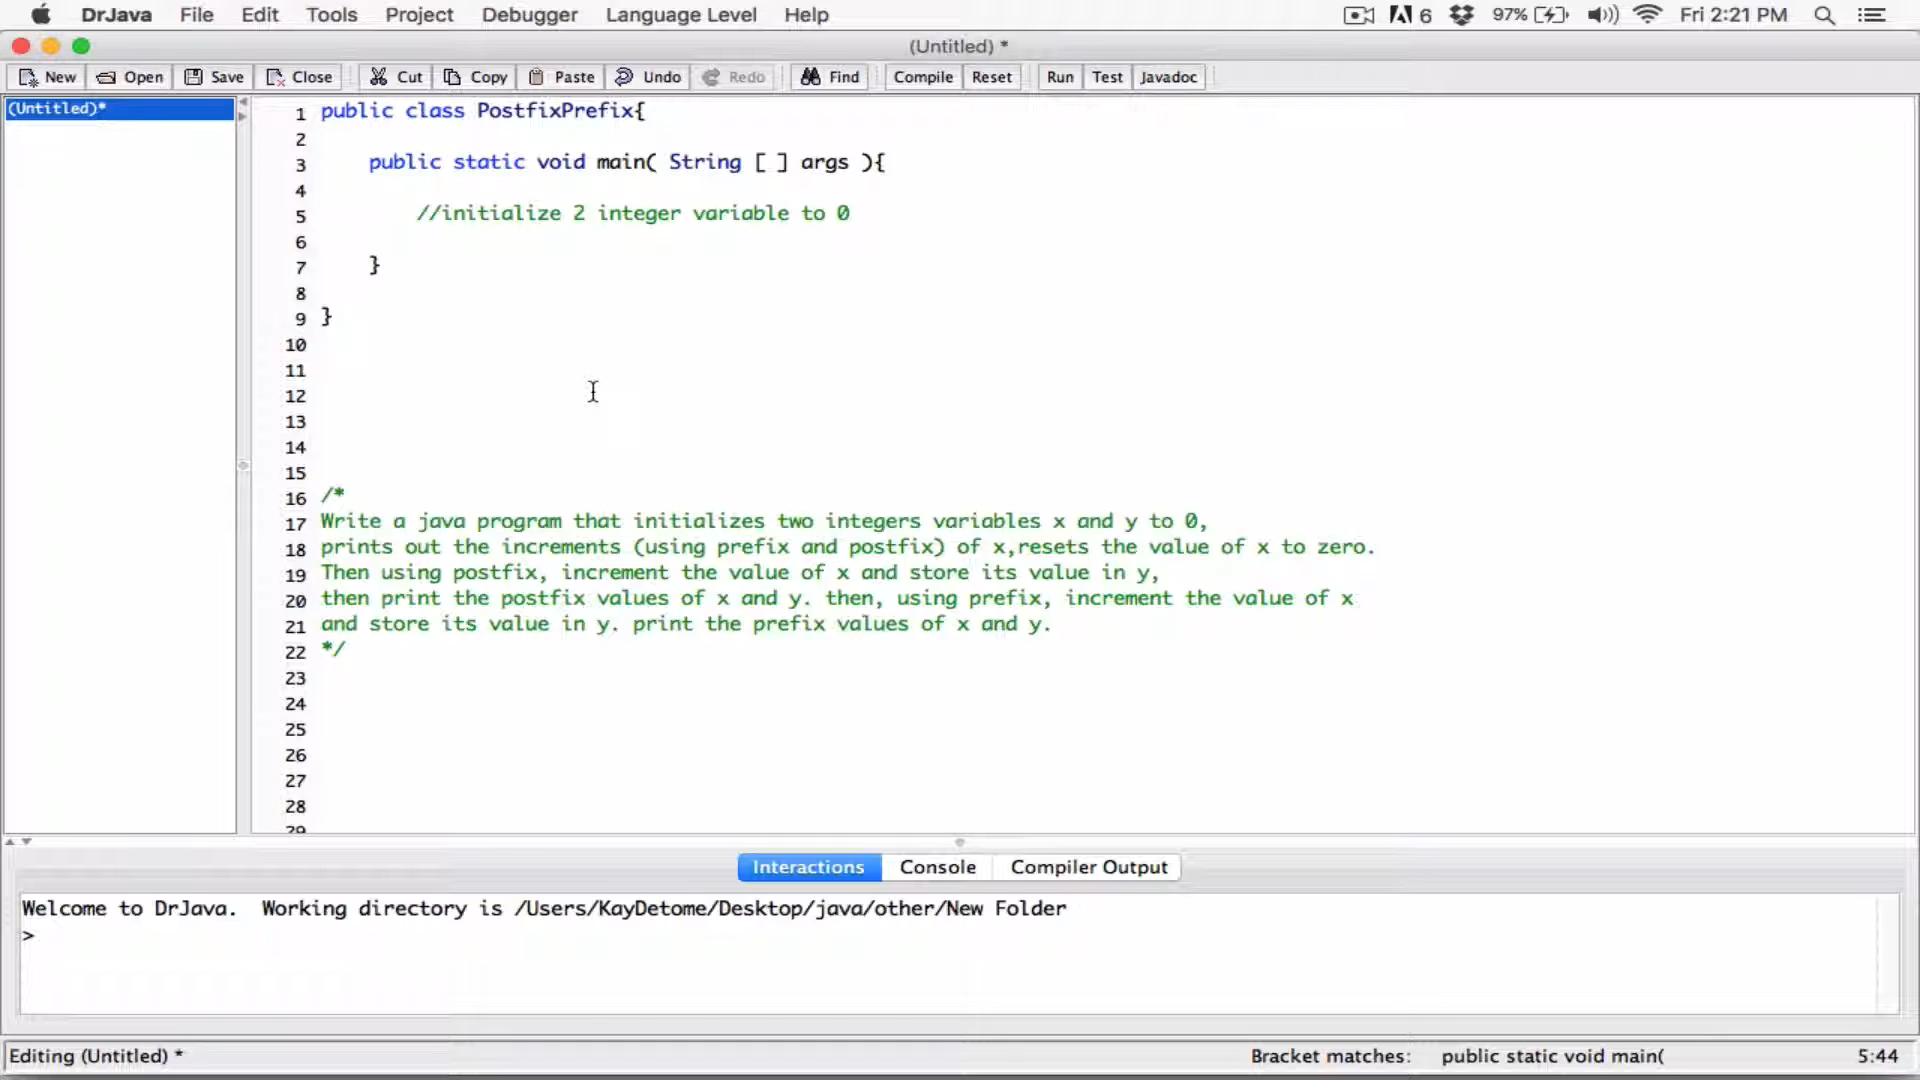 DrJava File Edit Tools Project Debugger Language Level Help 6 97% Fri 2:21 PM
(Untitled) *
New Open Save Close Cut Copy Paste Undo Redo Find Compile Reset Run Test Javadoc
(Untitled)*
1 public class PostfixPrefix{
2
3 public static void main( String [ ] args ){
4
5 //initialize 2 integer variable to 0
6
7 }
8
9 }
10
11
12
13
14
15
16 /*
17 Write a java program that initializes two integers variables x and y to 0,
18 prints out the increments (using prefix and postfix) of x,resets the value of x to zero.
19 Then using postfix, increment the value of x and store its value in y,
20 then print the postfix values of x and y. then, using prefix, increment the value of x
21 and store its value in y. print the prefix values of x and y.
22 */
23
24
25
26
27
28
29
Interactions Console Compiler Output
Welcome to DrJava. Working directory is /Users/KayDetome/Desktop/java/other/New Folder
>
Editing (Untitled) * Bracket matches: public static void main( 5:44